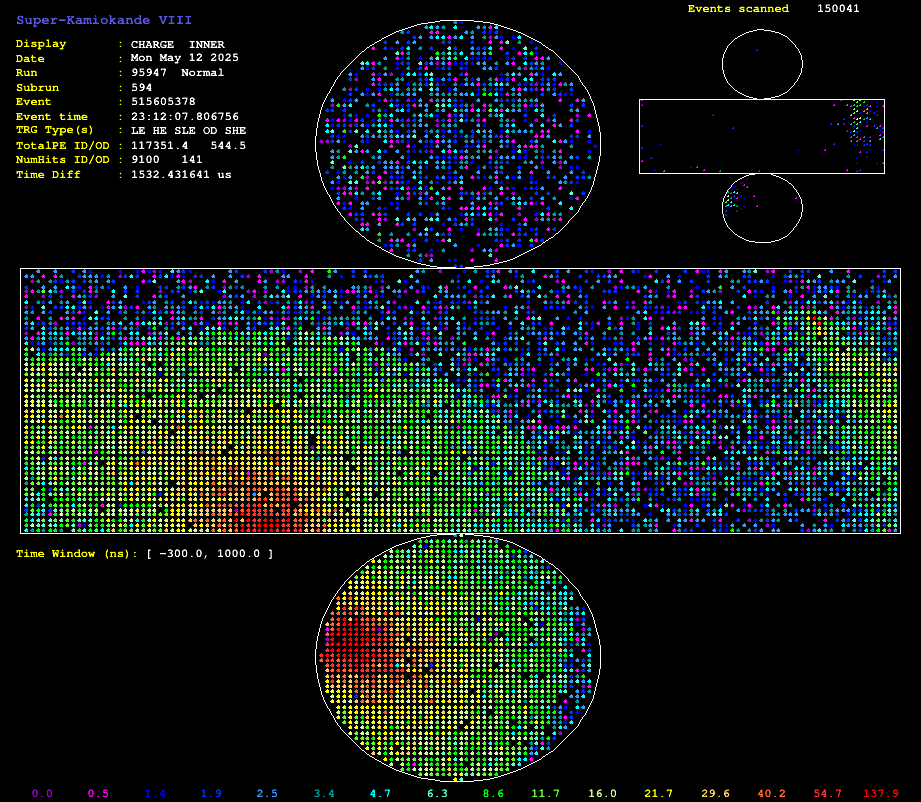 Super-Kamiokande VIII
Events scanned 150041
Display : CHARGE INNER
Date : Mon May 12 2025
Run : 95947 Normal
Subrun : 594
Event : 515605378
Event time : 23:12:07.806756
TRG Type(s) : LE HE SLE OD SHE
TotalPE ID/OD : 117351.4 544.5
NumHits ID/OD : 9100 141
Time Diff : 1532.431641 us
Time Window (ns): [ −300.0, 1000.0 ]
0.0 0.5 1.4 1.9 2.5 3.4 4.7 6.3 8.6 11.7 16.0 21.7 29.6 40.2 54.7 137.9